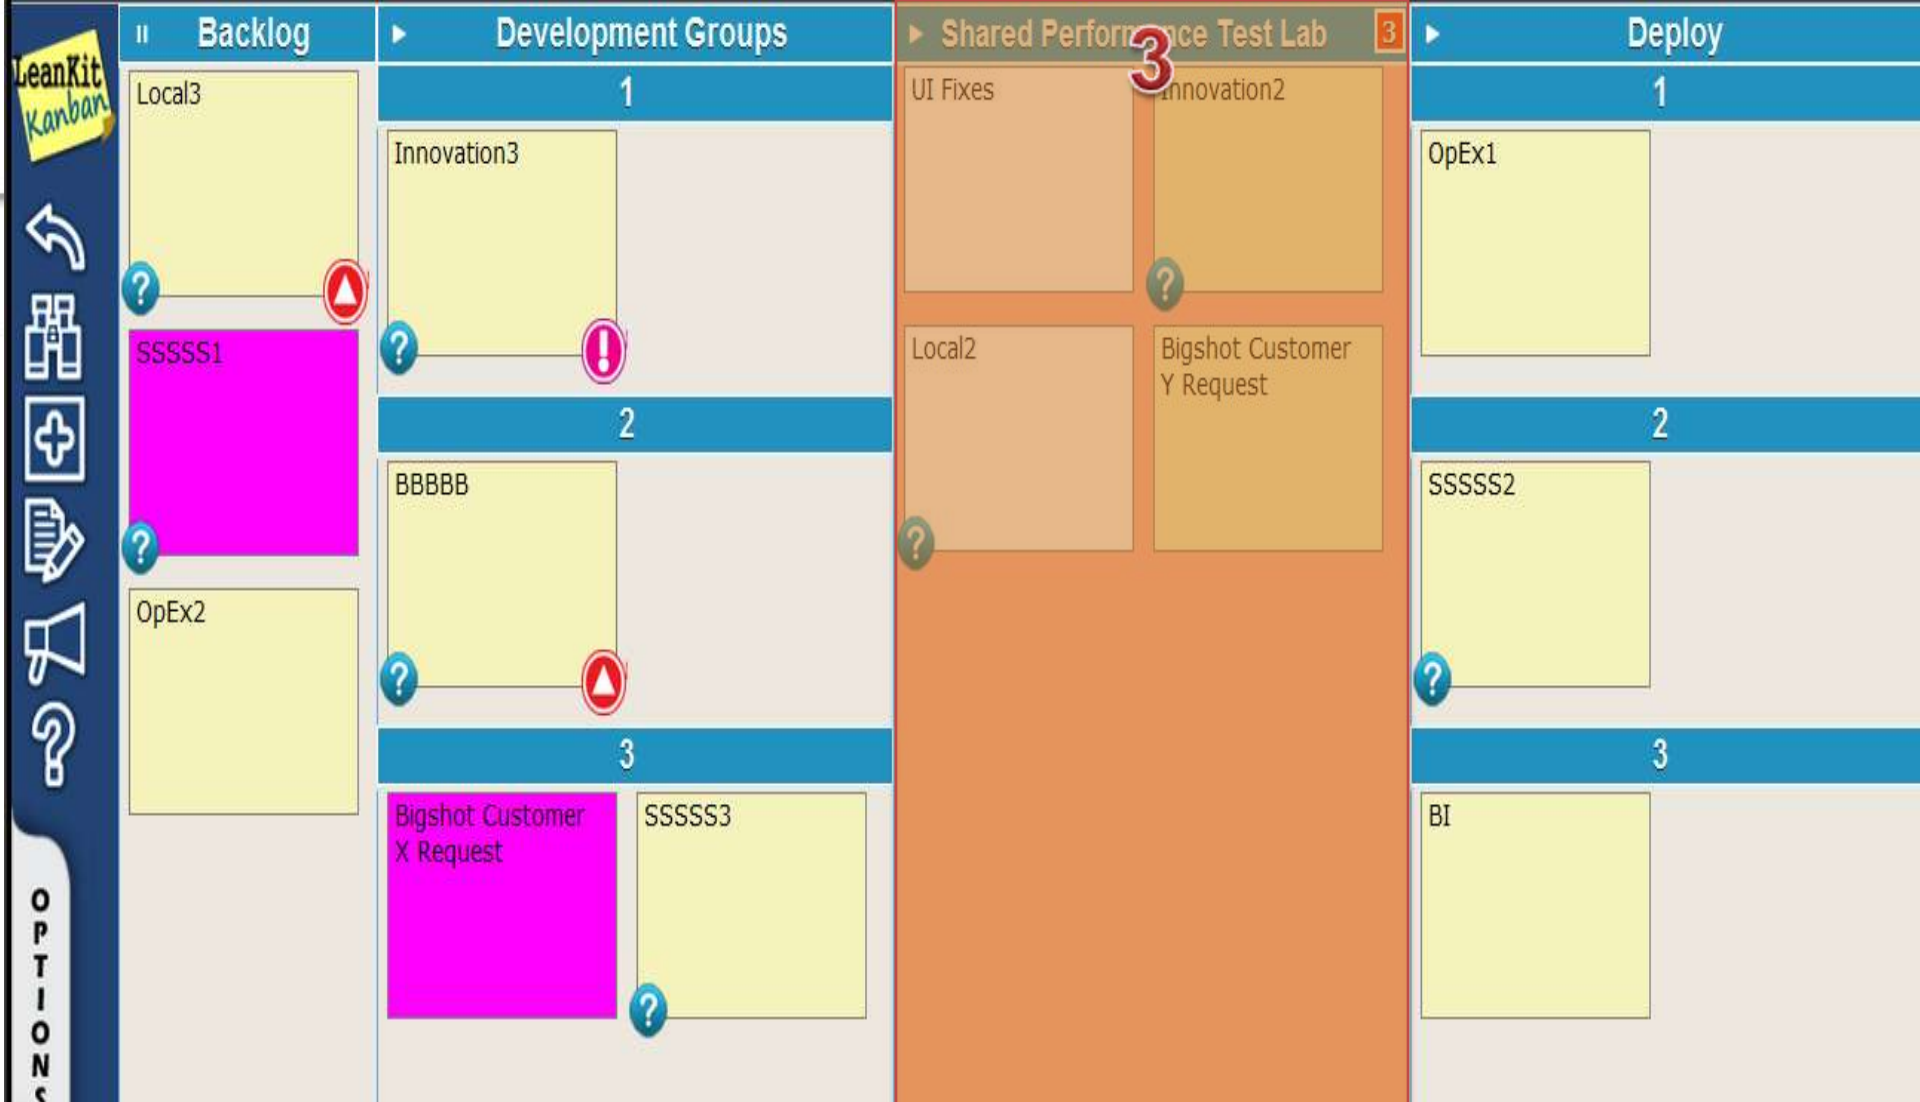 LeanKit
Kanban
OPTIONS
Backlog
Local3
SSSSS1
OpEx2
Development Groups
1
Innovation3
2
BBBBB
3
Bigshot Customer
X Request
SSSSS3
Shared Performance Test Lab
3
3
UI Fixes
Innovation2
Local2
Bigshot Customer
Y Request
Deploy
1
OpEx1
2
SSSSS2
3
BI